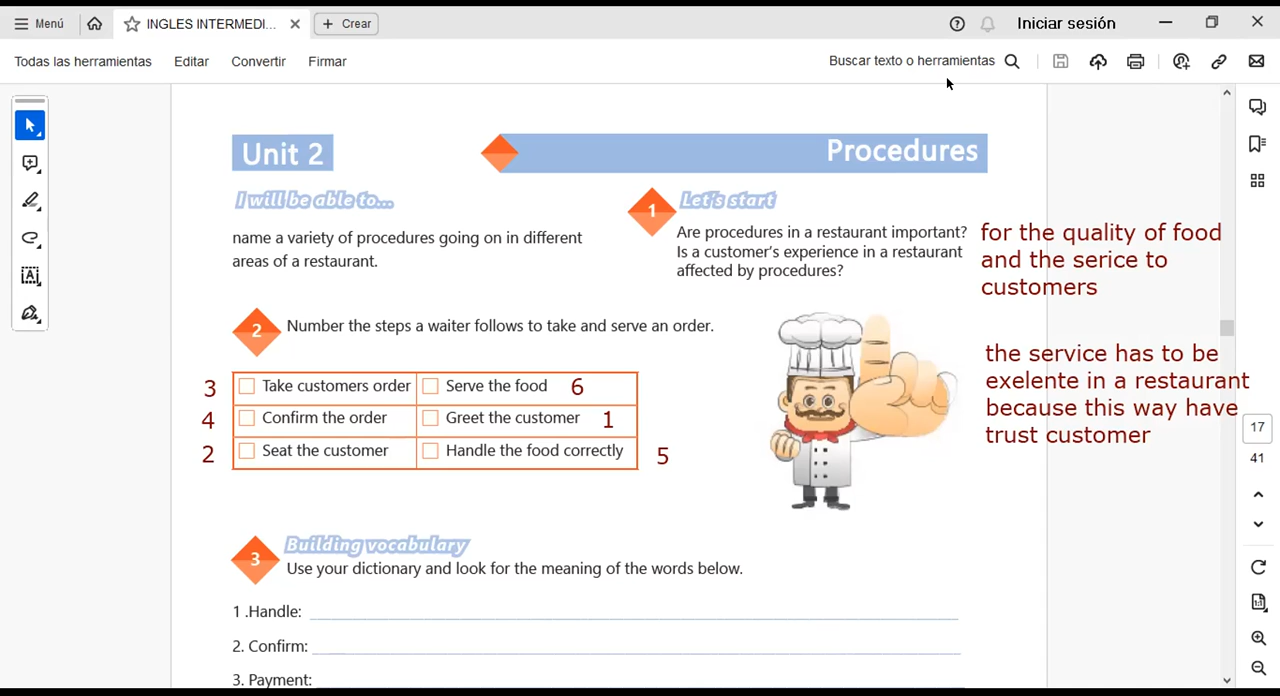 Menú
INGLES INTERMEDI...
Crear
Iniciar sesión
Todas las herramientas Editar Convertir Firmar
Buscar texto o herramientas
Unit 2
Procedures
I will be able to...
name a variety of procedures going on in different
areas of a restaurant.
1
Let's start
Are procedures in a restaurant important?
Is a customer's experience in a restaurant
affected by procedures?
for the quality of food
and the serice to
customers
the service has to be
exelente in a restaurant
because this way have
trust customer
2
Number the steps a waiter follows to take and serve an order.
3 Take customers order Serve the food 6
4 Confirm the order Greet the customer 1
2 Seat the customer Handle the food correctly 5
3
Building vocabulary
Use your dictionary and look for the meaning of the words below.
1 .Handle:
2. Confirm:
3. Payment:
17
41
1:1